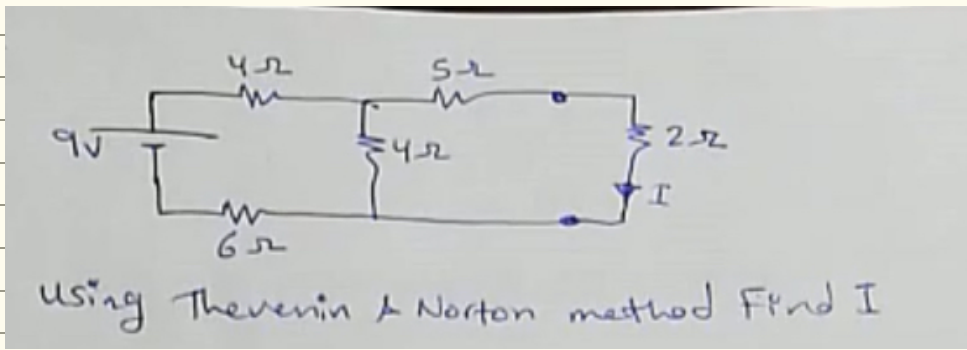 4Ω 5Ω
9V 4Ω 2Ω
I
6Ω
using Thevenin & Norton method Find I